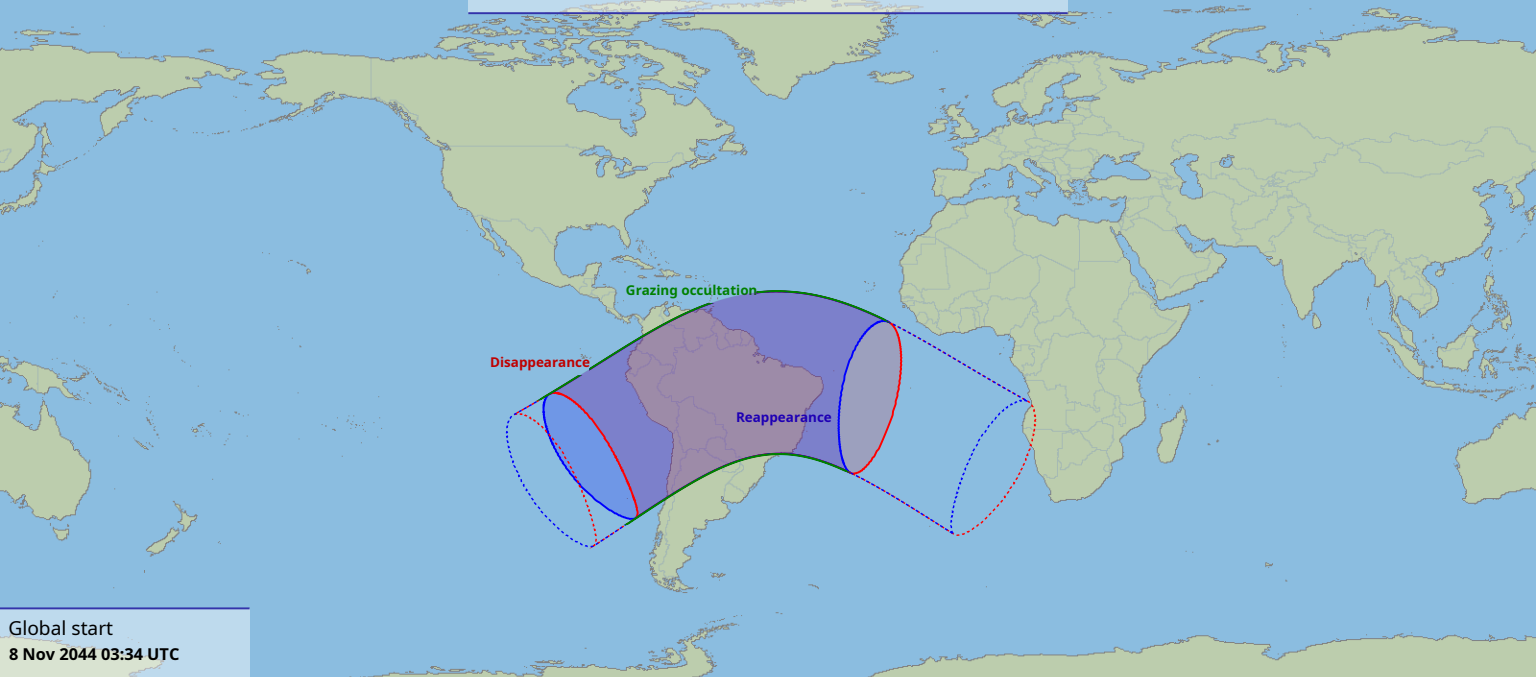 Grazing occultation
Disappearance
Reappearance
Global start
8 Nov 2044 03:34 UTC